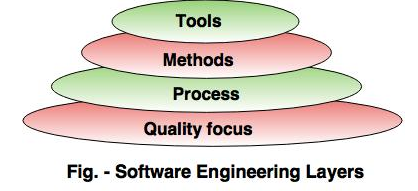 Tools
Methods
Process
Quality focus
Fig. - Software Engineering Layers